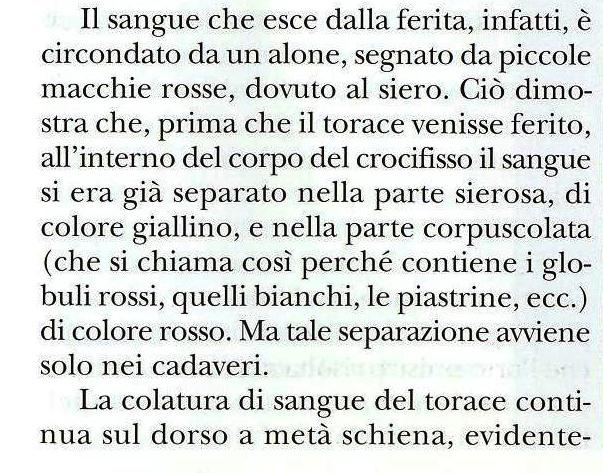 Il sangue che esce dalla ferita, infatti, è
circondato da un alone, segnato da piccole
macchie rosse, dovuto al siero. Ciò dimo-
stra che, prima che il torace venisse ferito,
all'interno del corpo del crocifisso il sangue
si era già separato nella parte sierosa, di
colore giallino, e nella parte corpuscolata
(che si chiama così perché contiene i glo-
buli rossi, quelli bianchi, le piastrine, ecc.)
di colore rosso. Ma tale separazione avviene
solo nei cadaveri.
La colatura di sangue del torace conti-
nua sul dorso a metà schiena, evidente-